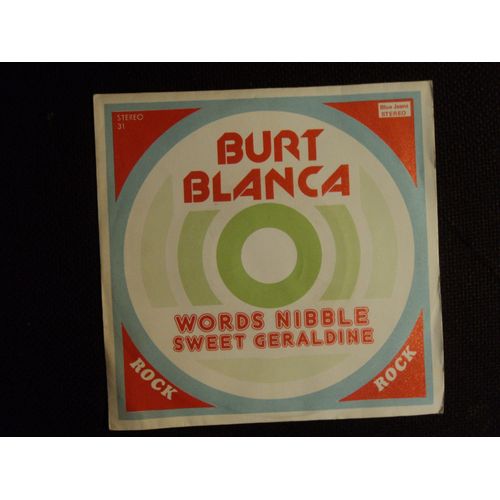 STEREO
31
Blue Jeans
STEREO
BURT
BLANCA
WORDS NIBBLE
SWEET GERALDINE
ROCK
ROCK